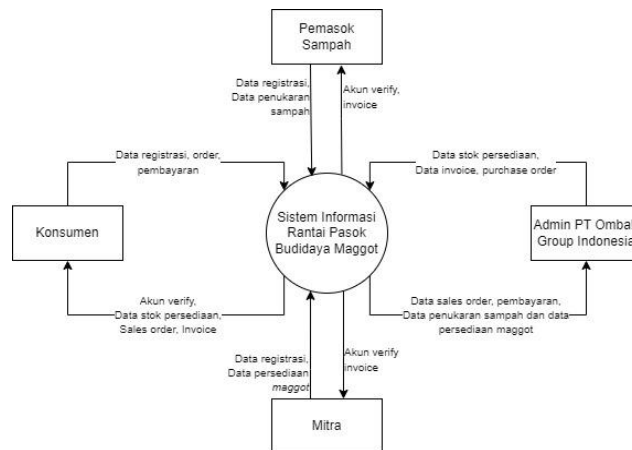 Pemasok
Sampah
Data registrasi,
Data penukaran
sampah
Akun verify,
invoice
Data registrasi, order,
pembayaran
Data stok persediaan,
Data invoice, purchase order
Konsumen
Sistem Informasi
Rantai Pasok
Budidaya Maggot
Admin PT Ombak
Group Indonesia
Akun verify,
Data stok persediaan,
Sales order, Invoice
Data sales order, pembayaran,
Data penukaran sampah dan data
persediaan maggot
Data registrasi,
Data persediaan
maggot
Akun verify
invoice
Mitra